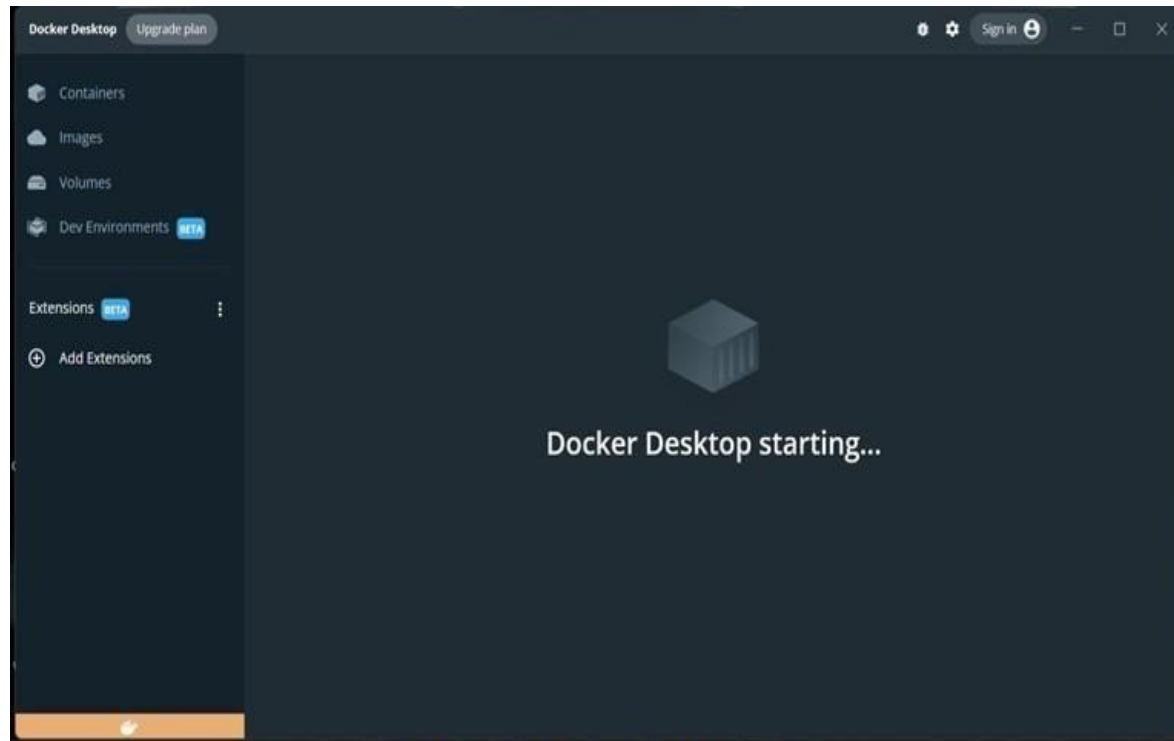 Docker Desktop Upgrade plan Sign in
Containers
Images
Volumes
Dev Environments BETA
Extensions BETA
Add Extensions
Docker Desktop starting...